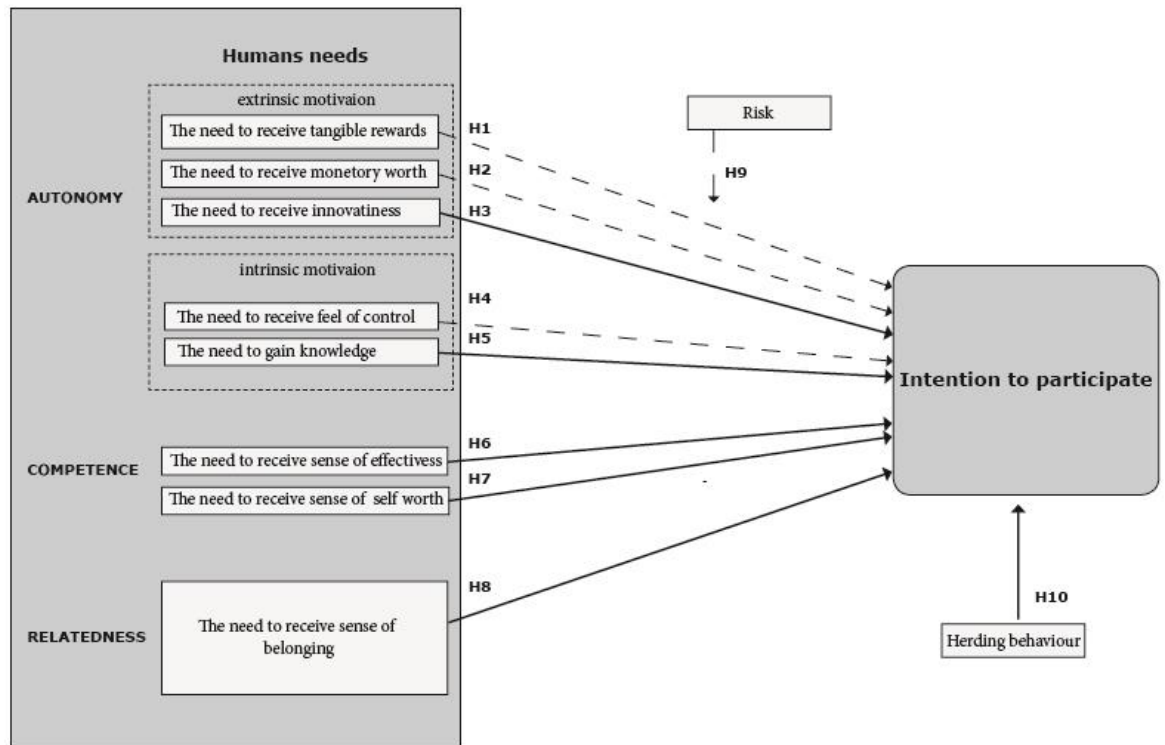 Humans needs
extrinsic motivaion
The need to receive tangible rewards
H1
Risk
The need to receive monetory worth
H2
H9
AUTONOMY
The need to receive innovatiness
H3
intrinsic motivaion
The need to receive feel of control
H4
The need to gain knowledge
H5
Intention to participate
COMPETENCE
The need to receive sense of effectivess
H6
The need to receive sense of self worth
H7
H8
RELATEDNESS
The need to receive sense of
belonging
H10
Herding behaviour